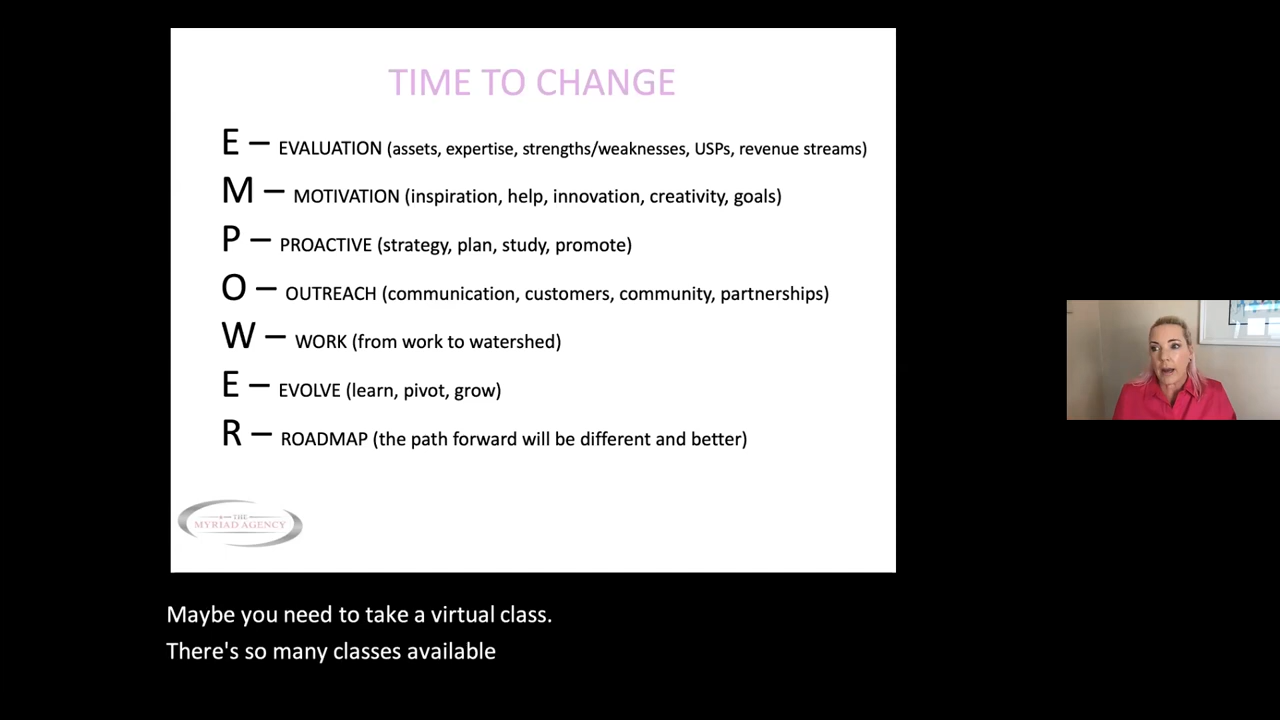 TIME TO CHANGE
E – EVALUATION (assets, expertise, strengths/weaknesses, USPs, revenue streams)
M – MOTIVATION (inspiration, help, innovation, creativity, goals)
P – PROACTIVE (strategy, plan, study, promote)
O – OUTREACH (communication, customers, community, partnerships)
W – WORK (from work to watershed)
E – EVOLVE (learn, pivot, grow)
R – ROADMAP (the path forward will be different and better)
THE
MYRIAD AGENCY
Maybe you need to take a virtual class.
There's so many classes available